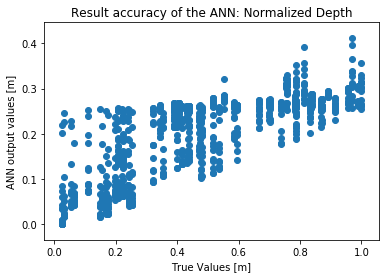 Result accuracy of the ANN: Normalized Depth
ANN output values [m]
0.4
0.3
0.2
0.1
0.0
0.0 0.2 0.4 0.6 0.8 1.0
True Values [m]